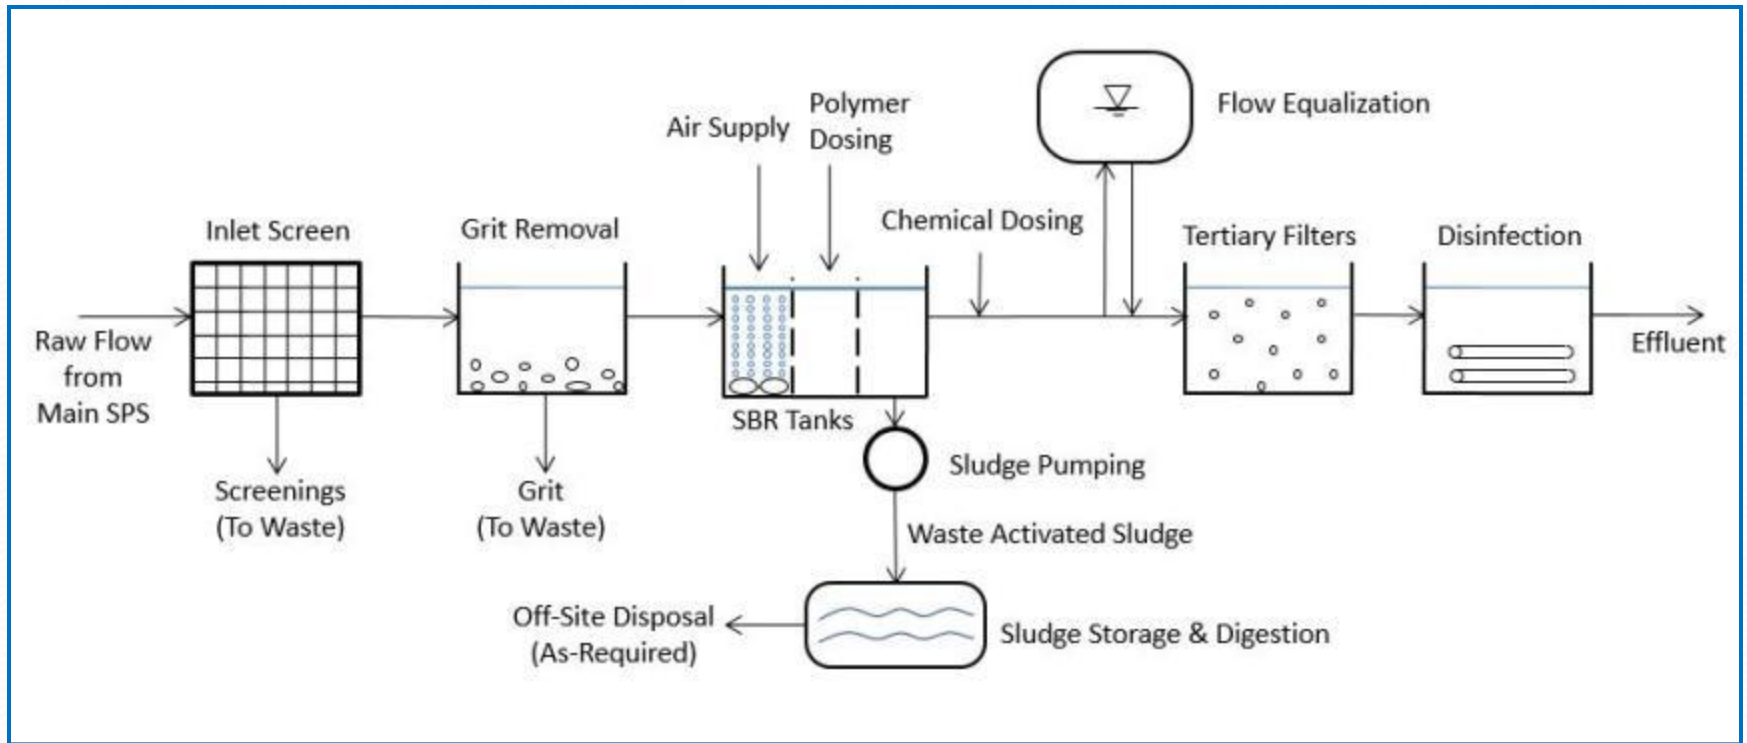 Polymer
Dosing
Air Supply
Flow Equalization
Chemical Dosing
Inlet Screen
Grit Removal
Tertiary Filters
Disinfection
Raw Flow
from
Main SPS
Effluent
SBR Tanks
Sludge Pumping
Screenings
(To Waste)
Grit
(To Waste)
Waste Activated Sludge
Off-Site Disposal
(As-Required)
Sludge Storage & Digestion